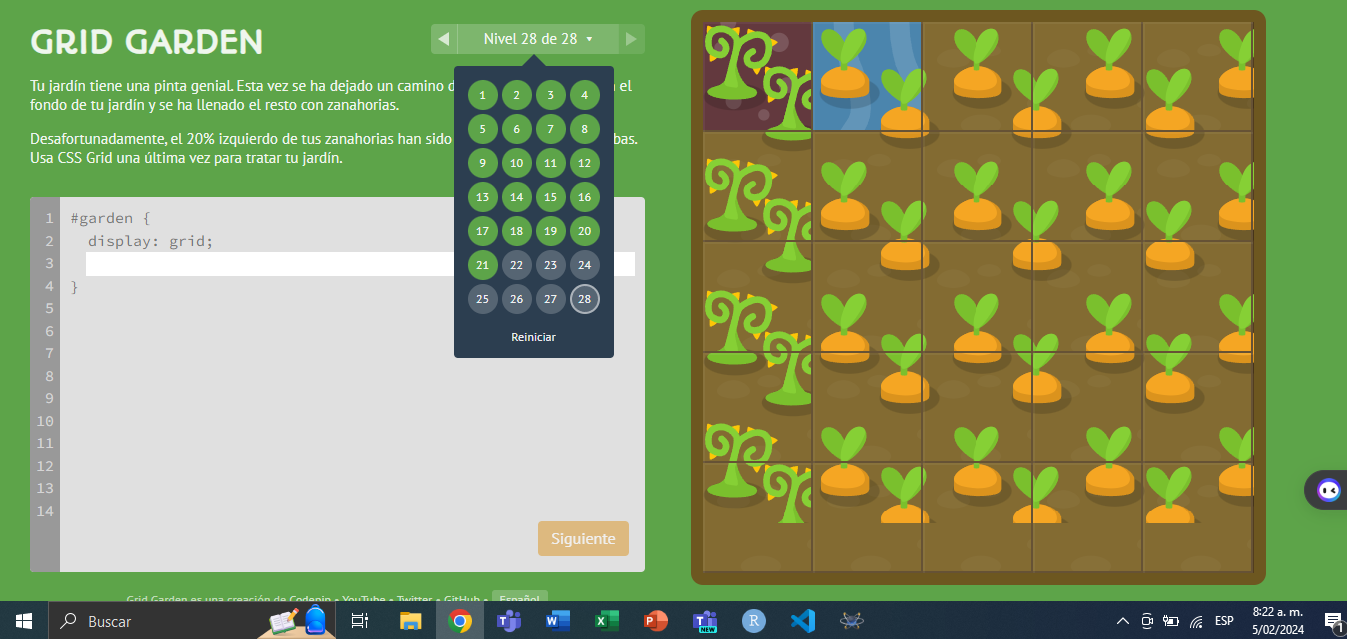 GRID GARDEN
Nivel 28 de 28
Tu jardín tiene una pinta genial. Esta vez se ha dejado un camino d el
fondo de tu jardín y se ha llenado el resto con zanahorias.
Desafortunadamente, el 20% izquierdo de tus zanahorias han sido bas.
Usa CSS Grid una última vez para tratar tu jardín.
1 2 3 4
5 6 7 8
9 10 11 12
13 14 15 16
17 18 19 20
21 22 23 24
25 26 27 28
Reiniciar
1 #garden {
2 display: grid;
3
4 }
5
6
7
8
9
10
11
12
13
14
Siguiente
Grid Garden es una creación de Codepip • YouTube • Twitter • GitHub • Español
Buscar
NEW
ESP
8:22 a. m.
5/02/2024
1